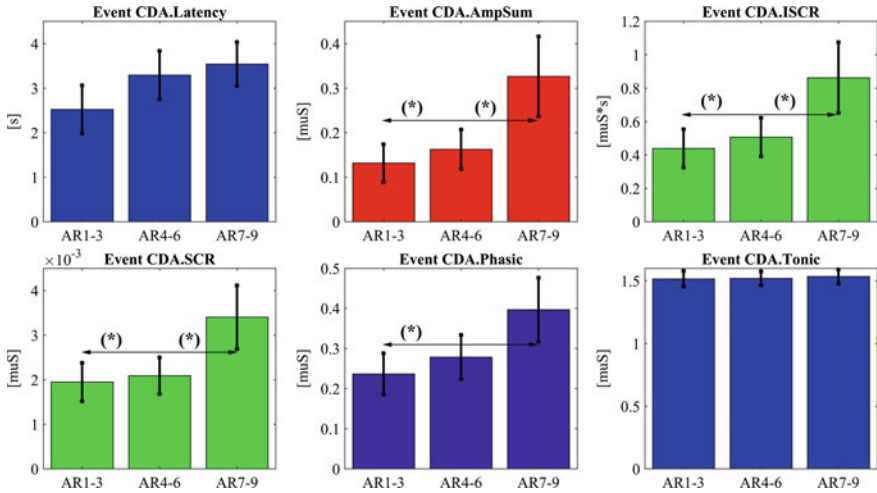 Event CDA.Latency
[s]
4
3
2
1
0
AR1-3 AR4-6 AR7-9
Event CDA.AmpSum
[muS]
0.4
0.3
0.2
0.1
0
(*) (*)
AR1-3 AR4-6 AR7-9
Event CDA.ISCR
[muS*s]
1.2
1
0.8
0.6
0.4
0.2
0
(*) (*)
AR1-3 AR4-6 AR7-9
Event CDA.SCR
×10⁻³
[muS]
4
3
2
1
0
(*) (*)
AR1-3 AR4-6 AR7-9
Event CDA.Phasic
[muS]
0.5
0.4
0.3
0.2
0.1
0
(*)
AR1-3 AR4-6 AR7-9
Event CDA.Tonic
[muS]
1.5
1
0.5
0
AR1-3 AR4-6 AR7-9